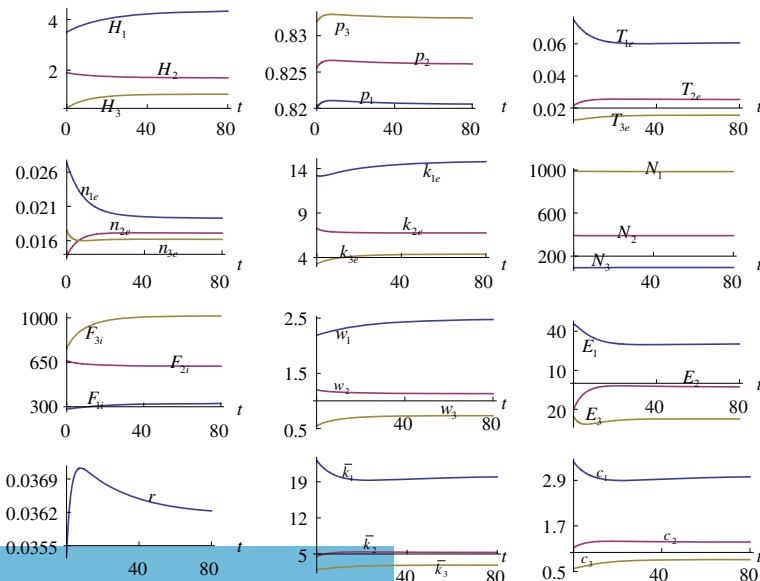 4 H₁ 2 H₂ H₃ 0 40 80 t
0.83 p₃ 0.825 p₂ 0.82 p₁ 0 40 80 t
0.06 T₁ₑ 0.04 T₂ₑ 0.02 T₃ₑ 40 80 t
0.026 n₁ₑ 0.021 n₂ₑ 0.016 n₃ₑ 0 40 80 t
14 k₁ₑ 9 k₂ₑ 4 k₃ₑ 0 40 80 t
1000 N₁ 600 N₂ 200 N₃ 0 40 80 t
1000 F₃ᵢ 650 F₂ᵢ 300 F₁ᵢ 0 40 80 t
2.5 w₁ 1.5 w₂ 0.5 w₃ 40 80 t
40 E₁ 10 E₂ 20 E₃ 40 80 t
0.0369 r 0.0362 0.0355 0 40 80 t
19 k̄₁ 12 k̄₂ 5 k̄₃ 40 80 t
2.9 c₁ 1.7 c₂ 0.5 c₃ 40 80 t